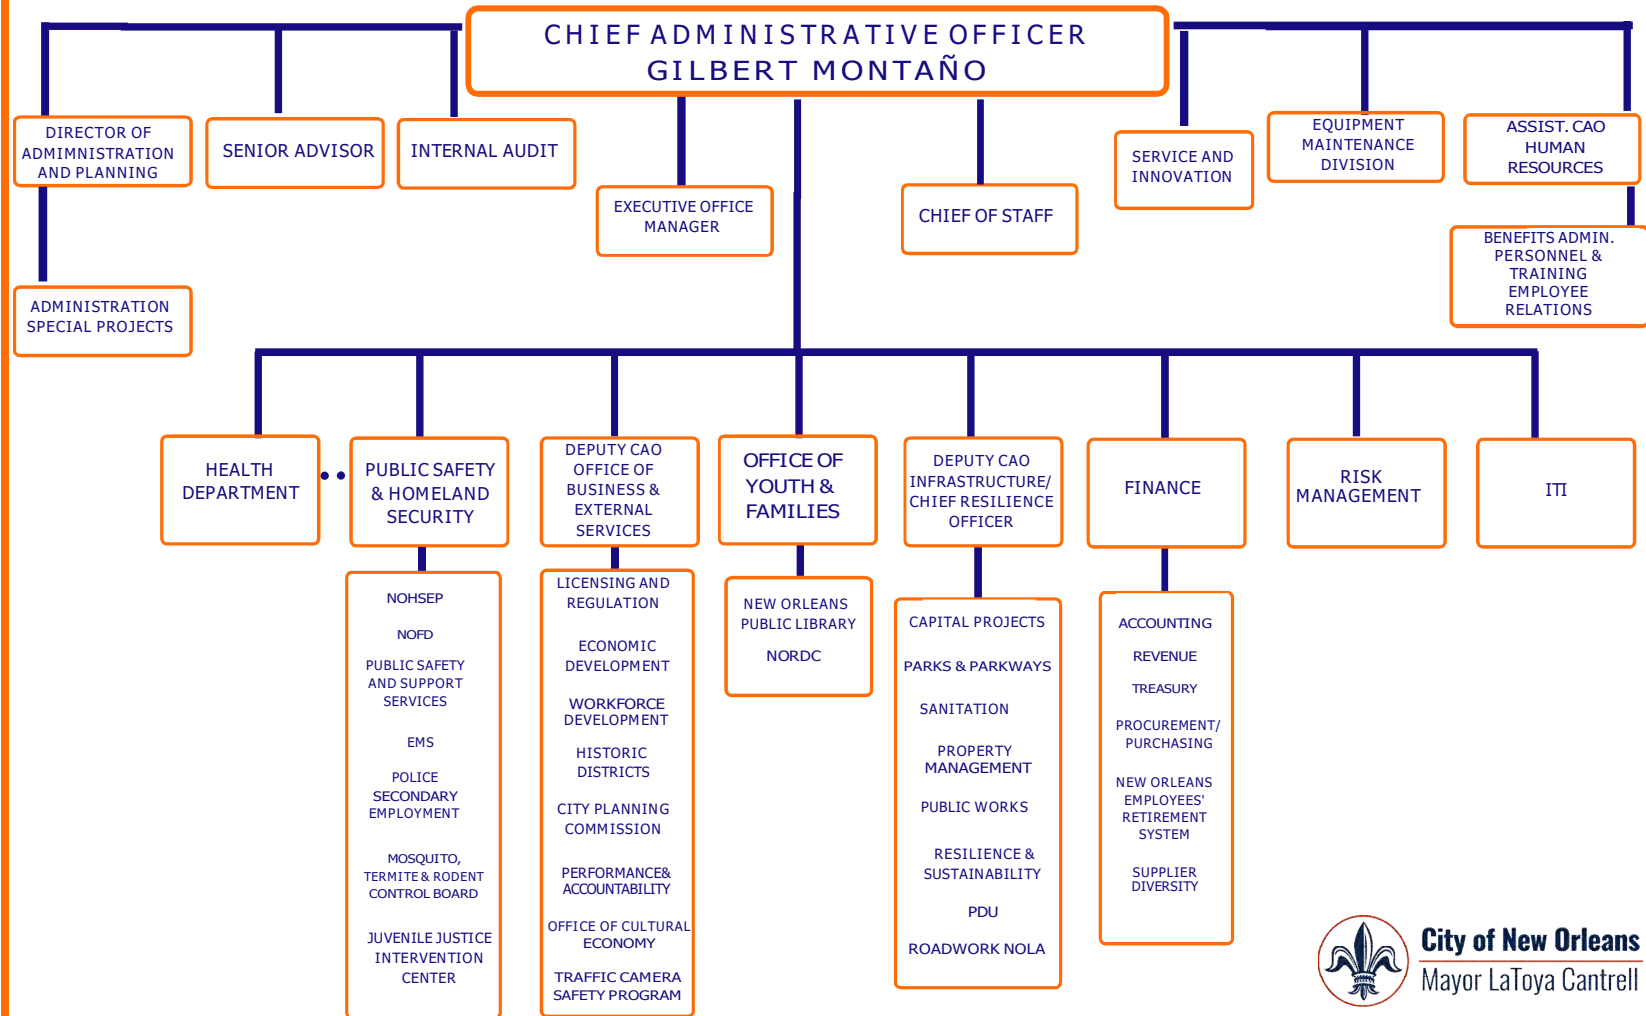 CHIEF ADMINISTRATIVE OFFICER
GILBERT MONTAÑO
DIRECTOR OF
ADMIMNISTRATION
AND PLANNING
SENIOR ADVISOR
INTERNAL AUDIT
EXECUTIVE OFFICE
MANAGER
CHIEF OF STAFF
SERVICE AND
INNOVATION
EQUIPMENT
MAINTENANCE
DIVISION
ASSIST. CAO
HUMAN
RESOURCES
ADMINISTRATION
SPECIAL PROJECTS
BENEFITS ADMIN.
PERSONNEL &
TRAINING
EMPLOYEE
RELATIONS
HEALTH
DEPARTMENT
PUBLIC SAFETY
& HOMELAND
SECURITY
DEPUTY CAO
OFFICE OF
BUSINESS &
EXTERNAL
SERVICES
OFFICE OF
YOUTH &
FAMILIES
DEPUTY CAO
INFRASTRUCTURE/
CHIEF RESILIENCE
OFFICER
FINANCE
RISK
MANAGEMENT
ITI
NOHSEP
NOFD
PUBLIC SAFETY
AND SUPPORT
SERVICES
EMS
POLICE
SECONDARY
EMPLOYMENT
MOSQUITO,
TERMITE & RODENT
CONTROL BOARD
JUVENILE JUSTICE
INTERVENTION
CENTER
LICENSING AND
REGULATION
ECONOMIC
DEVELOPMENT
WORKFORCE
DEVELOPMENT
HISTORIC
DISTRICTS
CITY PLANNING
COMMISSION
PERFORMANCE&
ACCOUNTABILITY
OFFICE OF CULTURAL
ECONOMY
TRAFFIC CAMERA
SAFETY PROGRAM
NEW ORLEANS
PUBLIC LIBRARY
NORDC
CAPITAL PROJECTS
PARKS & PARKWAYS
SANITATION
PROPERTY
MANAGEMENT
PUBLIC WORKS
RESILIENCE &
SUSTAINABILITY
PDU
ROADWORK NOLA
ACCOUNTING
REVENUE
TREASURY
PROCUREMENT/
PURCHASING
NEW ORLEANS
EMPLOYEES'
RETIREMENT
SYSTEM
SUPPLIER
DIVERSITY
City of New Orleans
Mayor LaToya Cantrell